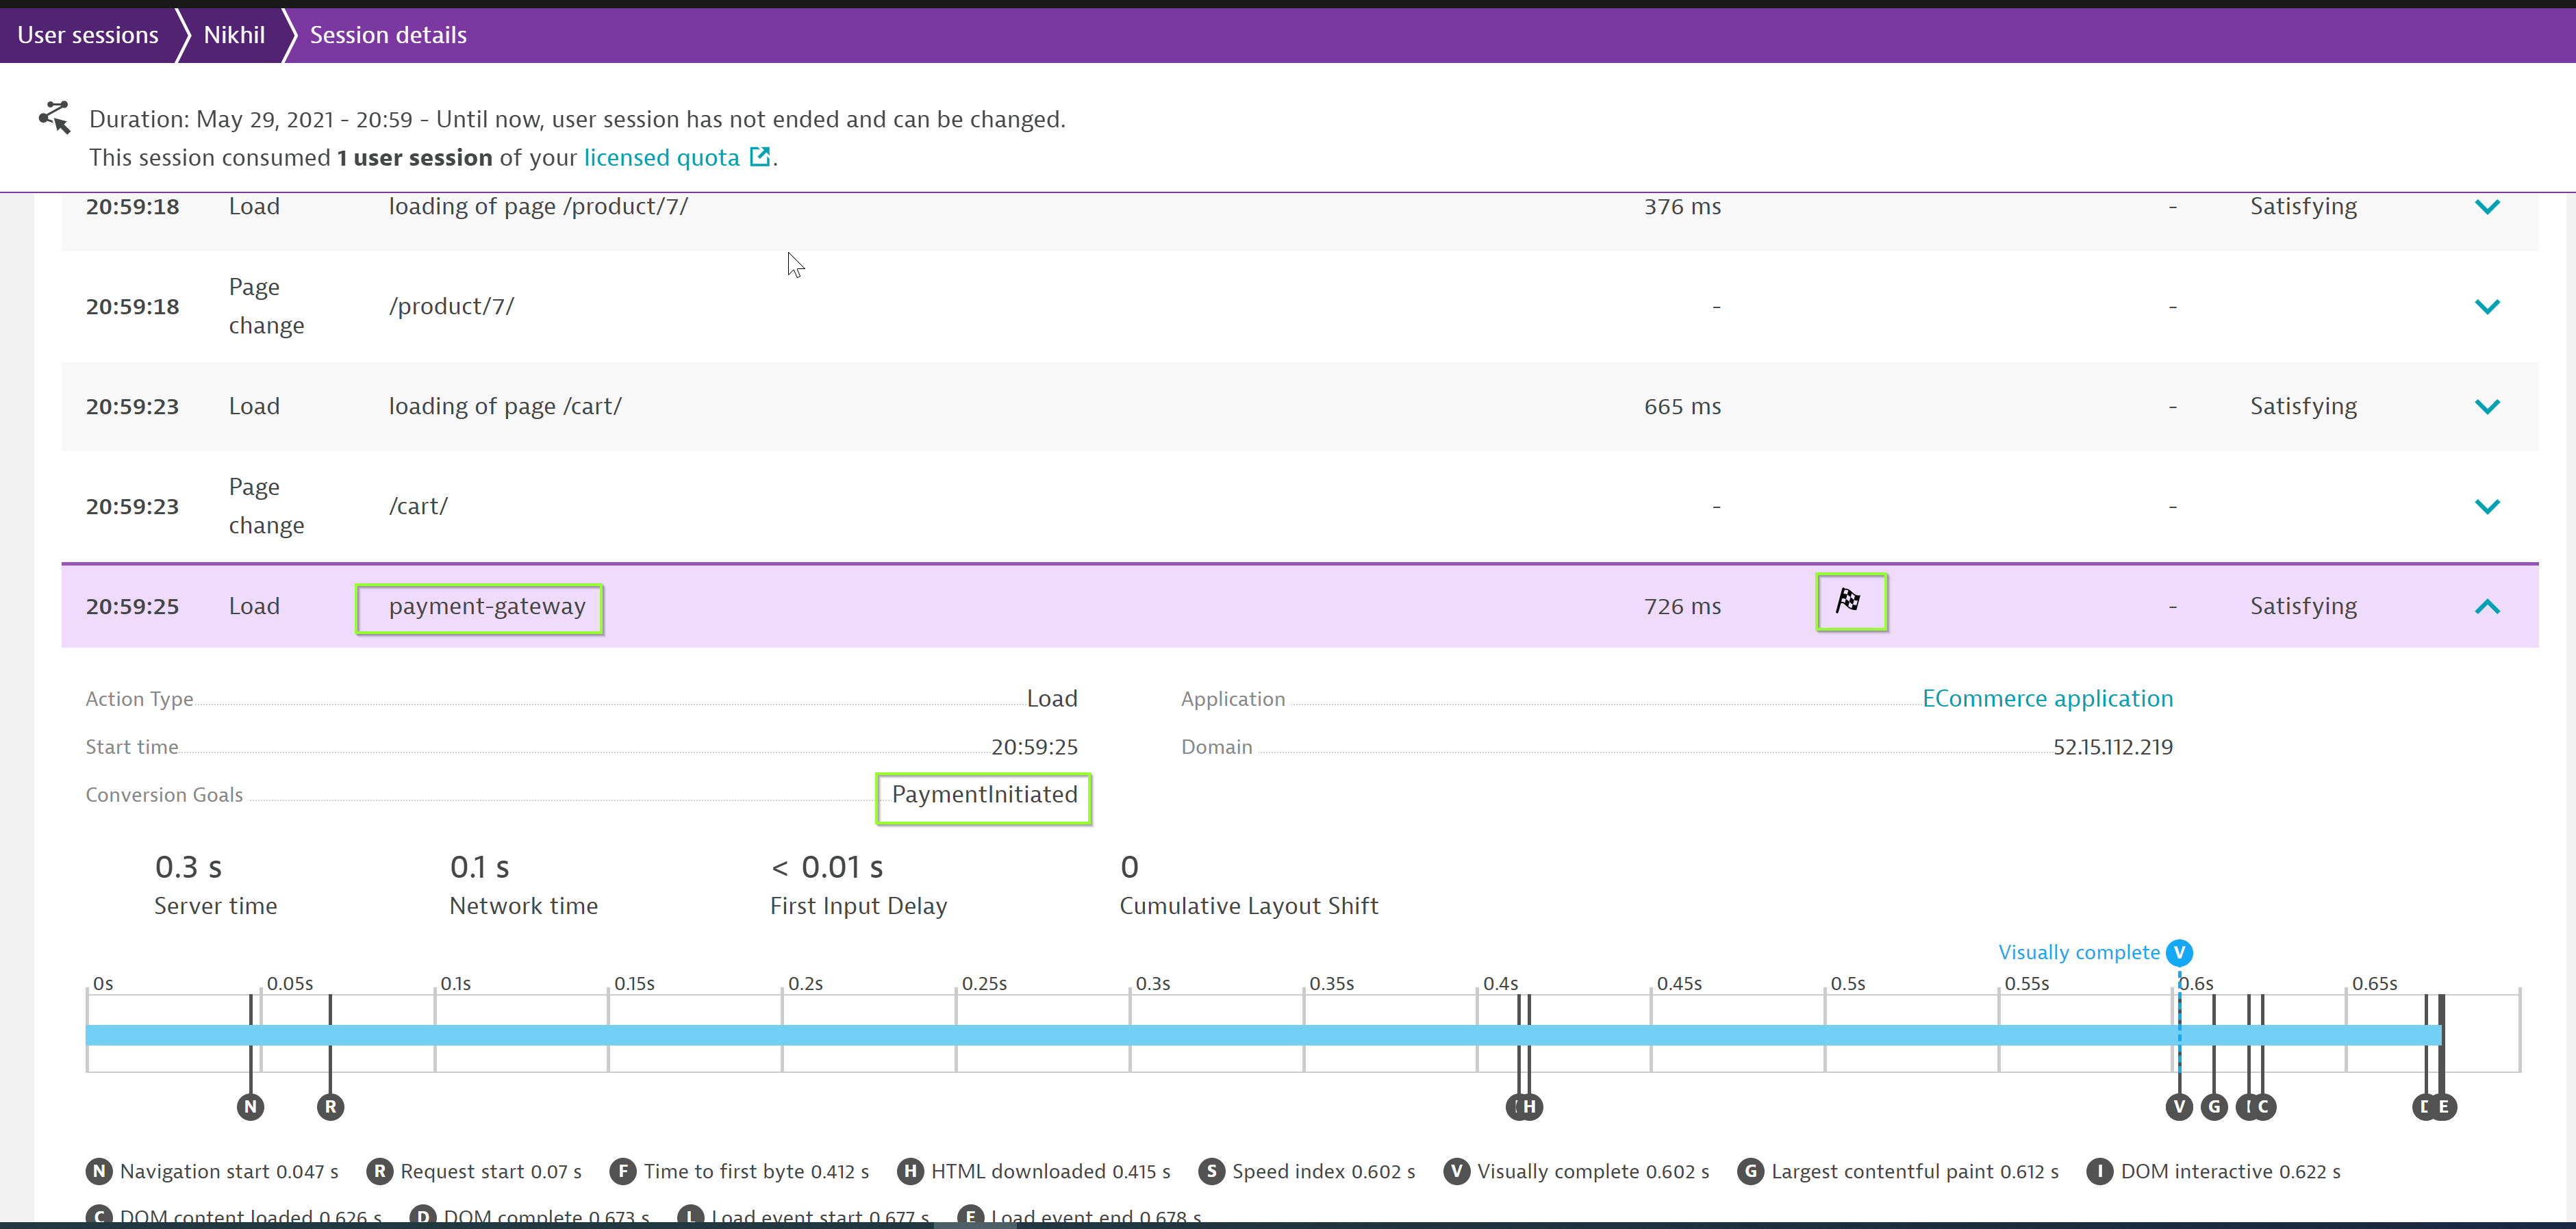 User sessions Nikhil Session details
Duration: May 29, 2021 - 20:59 - Until now, user session has not ended and can be changed.
This session consumed 1 user session of your licensed quota.
20:59:18 Load loading of page /product/7/ 376 ms - Satisfying
20:59:18 Page change /product/7/ - -
20:59:23 Load loading of page /cart/ 665 ms - Satisfying
20:59:23 Page change /cart/ - -
20:59:25 Load payment-gateway 726 ms - Satisfying
Action Type Load Application ECommerce application
Start time 20:59:25 Domain 52.15.112.219
Conversion Goals PaymentInitiated
0.3 s 0.1 s < 0.01 s 0
Server time Network time First Input Delay Cumulative Layout Shift
Visually complete V
0s 0.05s 0.1s 0.15s 0.2s 0.25s 0.3s 0.35s 0.4s 0.45s 0.5s 0.55s 0.6s 0.65s
N R H V G I C D E
N Navigation start 0.047 s R Request start 0.07 s F Time to first byte 0.412 s H HTML downloaded 0.415 s S Speed index 0.602 s V Visually complete 0.602 s G Largest contentful paint 0.612 s I DOM interactive 0.622 s
C DOM content loaded 0.626 s D DOM complete 0.673 s L Load event start 0.677 s E Load event end 0.678 s